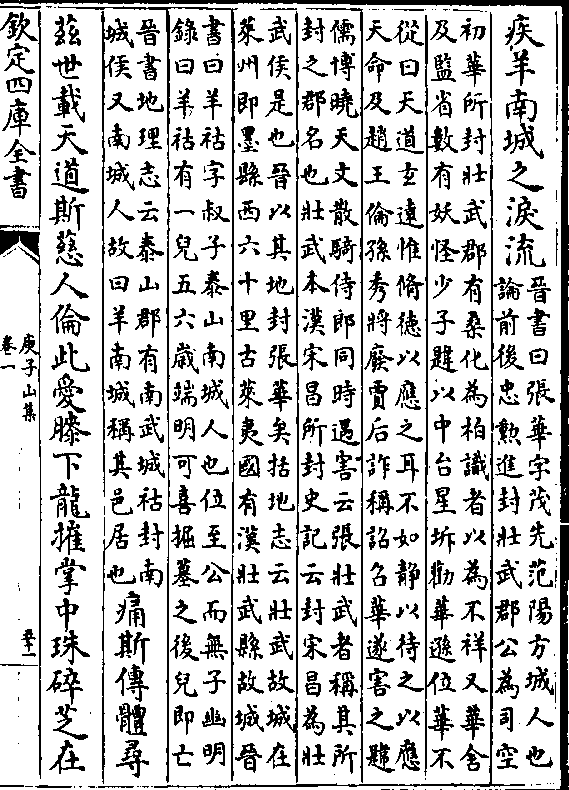 疾羊南城之淚流
晉書曰張華字茂先范陽方城人也
論前後忠勲進封壯武郡公為司空
初華所封壯武郡有桑化為柏識者以為不祥又華舍
及監省數有妖怪少子韙以中台星坼勸華遜位華不
從曰天道玄遠惟脩德以應之耳不如静以待之以應
天命及趙王倫孫秀將廢賈后詐稱詔召華遂害之韙
儒博曉天文散騎侍郎同時遇害云張壯武者稱其所
封之郡名也壯武本漢宋昌所封史記云封宋昌為壯
武侯是也晉以其地封張華矣括地志云壯武故城在
萊州即墨縣西六十里古萊夷國有漢壯武縣故城晉
書曰羊祜字叔子泰山南城人也位至公而無子幽明
錄曰羊祜有一兒五六歲端明可喜掘墓之後兒即亡
晉書地理志云泰山郡有南武城祜封南
城侯又南城人故曰羊南城稱其邑居也
痛斯傳體尋
茲世載天道斯慈人倫此愛膝下龍摧掌中珠碎芝在
欽定四庫全書
庾子山集
卷一
五十一